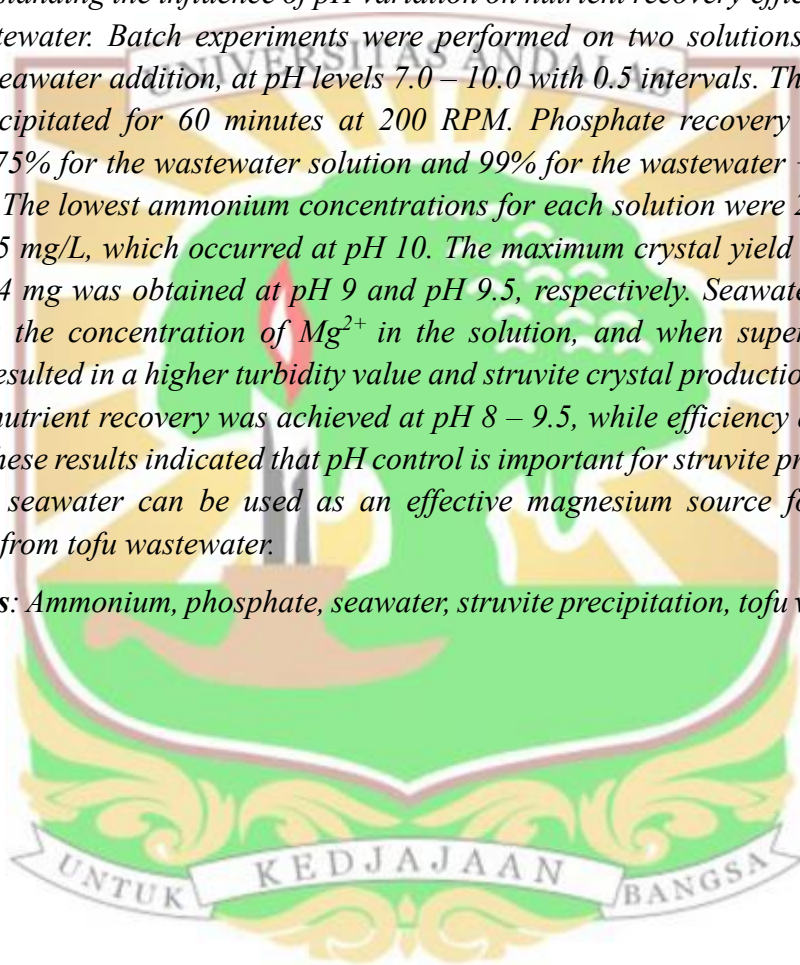 standing the influence of pH variation on nutrient recovery effici
tewater. Batch experiments were performed on two solutions
UNIVERSITAS ANDALAS
eawater addition, at pH levels 7.0 – 10.0 with 0.5 intervals. Th
cipitated for 60 minutes at 200 RPM. Phosphate recovery
75% for the wastewater solution and 99% for the wastewater
The lowest ammonium concentrations for each solution were 2
5 mg/L, which occurred at pH 10. The maximum crystal yield
4 mg was obtained at pH 9 and pH 9.5, respectively. Seawate
the concentration of Mg²⁺ in the solution, and when super
esulted in a higher turbidity value and struvite crystal productio
nutrient recovery was achieved at pH 8 – 9.5, while efficiency
hese results indicated that pH control is important for struvite pr
seawater can be used as an effective magnesium source fo
from tofu wastewater.
s: Ammonium, phosphate, seawater, struvite precipitation, tofu
UNTUK KEDJAJAAN BANGSA